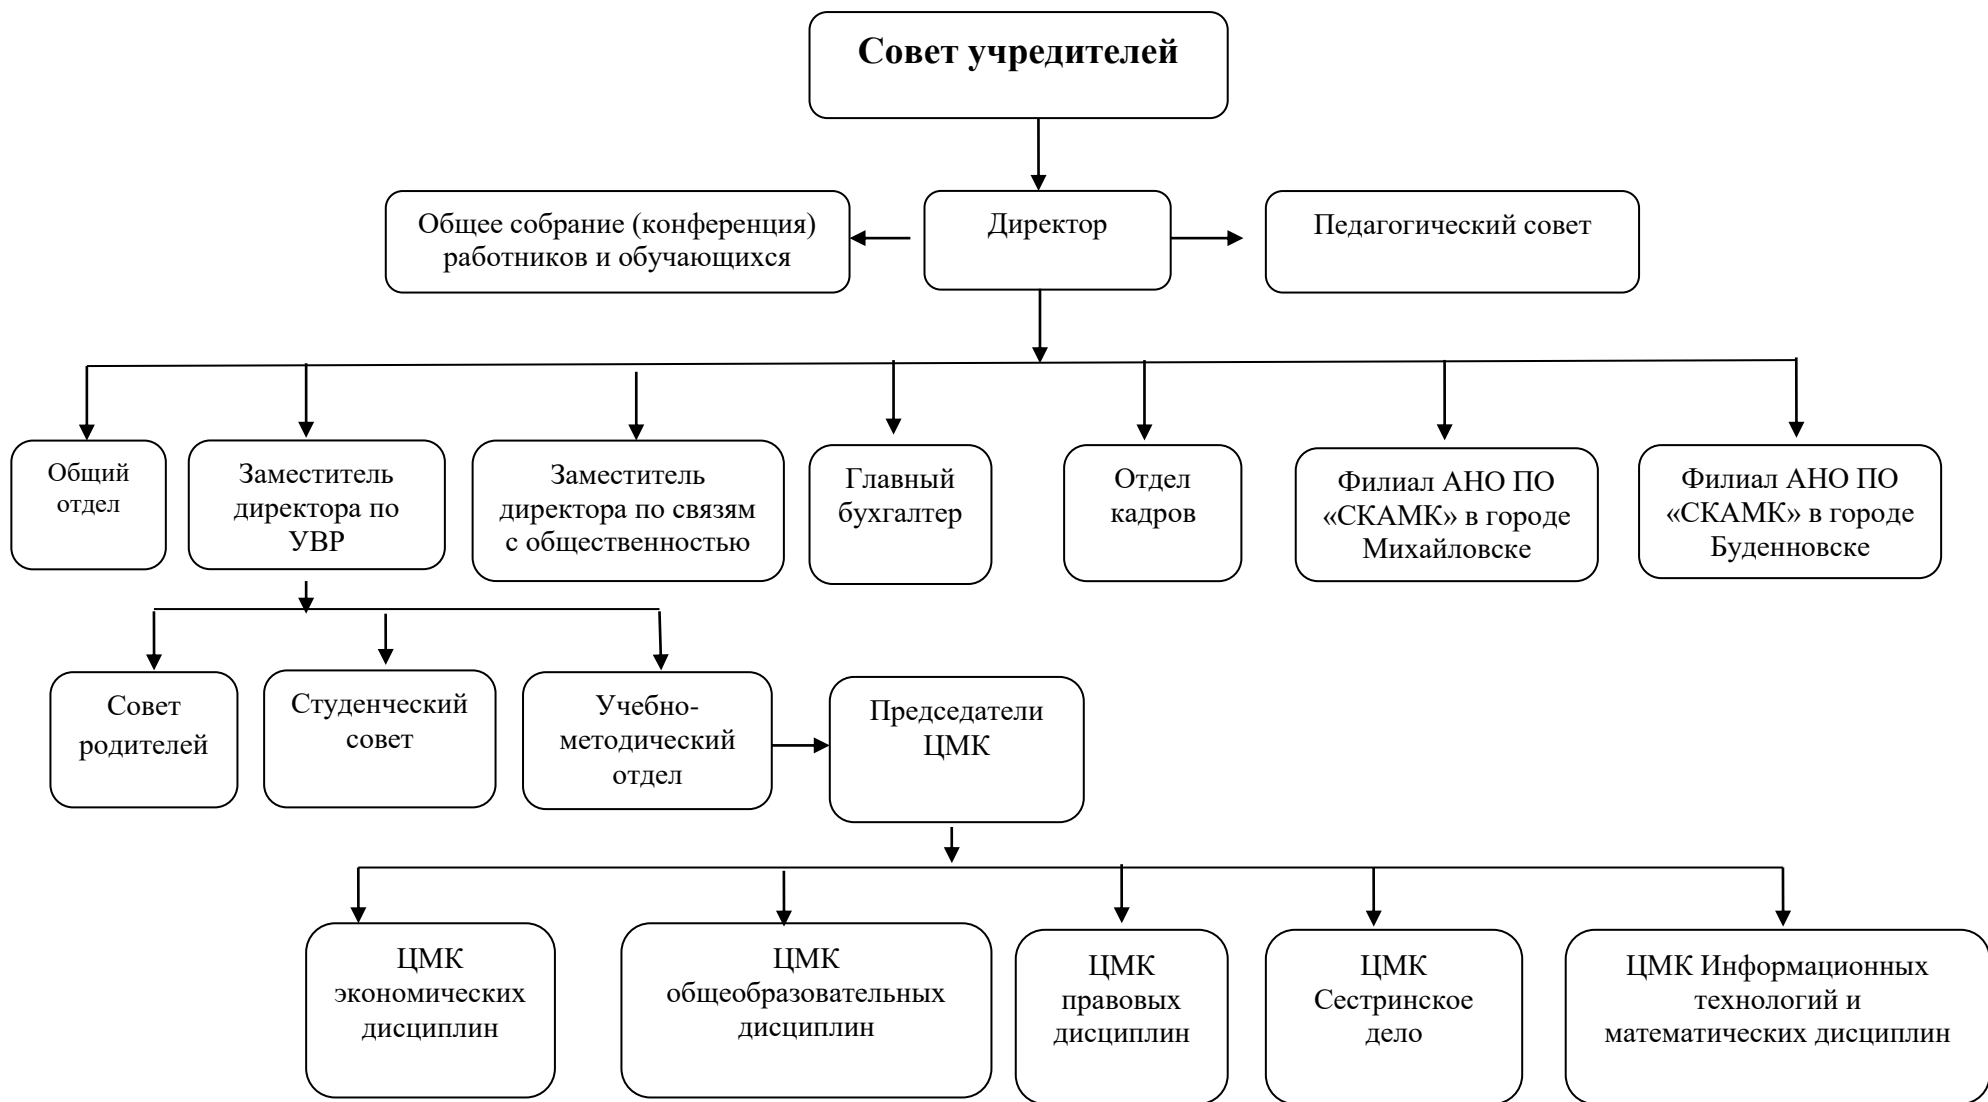 Совет учредителей
Общее собрание (конференция)
работников и обучающихся
Директор
Педагогический совет
Общий
отдел
Заместитель
директора по
УВР
Заместитель
директора по связям
с общественностью
Главный
бухгалтер
Отдел
кадров
Филиал АНО ПО
«СКАМК» в городе
Михайловске
Филиал АНО ПО
«СКАМК» в городе
Буденновске
Совет
родителей
Студенческий
совет
Учебно-
методический
отдел
Председатели
ЦМК
ЦМК
экономических
дисциплин
ЦМК
общеобразовательных
дисциплин
ЦМК
правовых
дисциплин
ЦМК
Сестринское
дело
ЦМК Информационных
технологий и
математических дисциплин